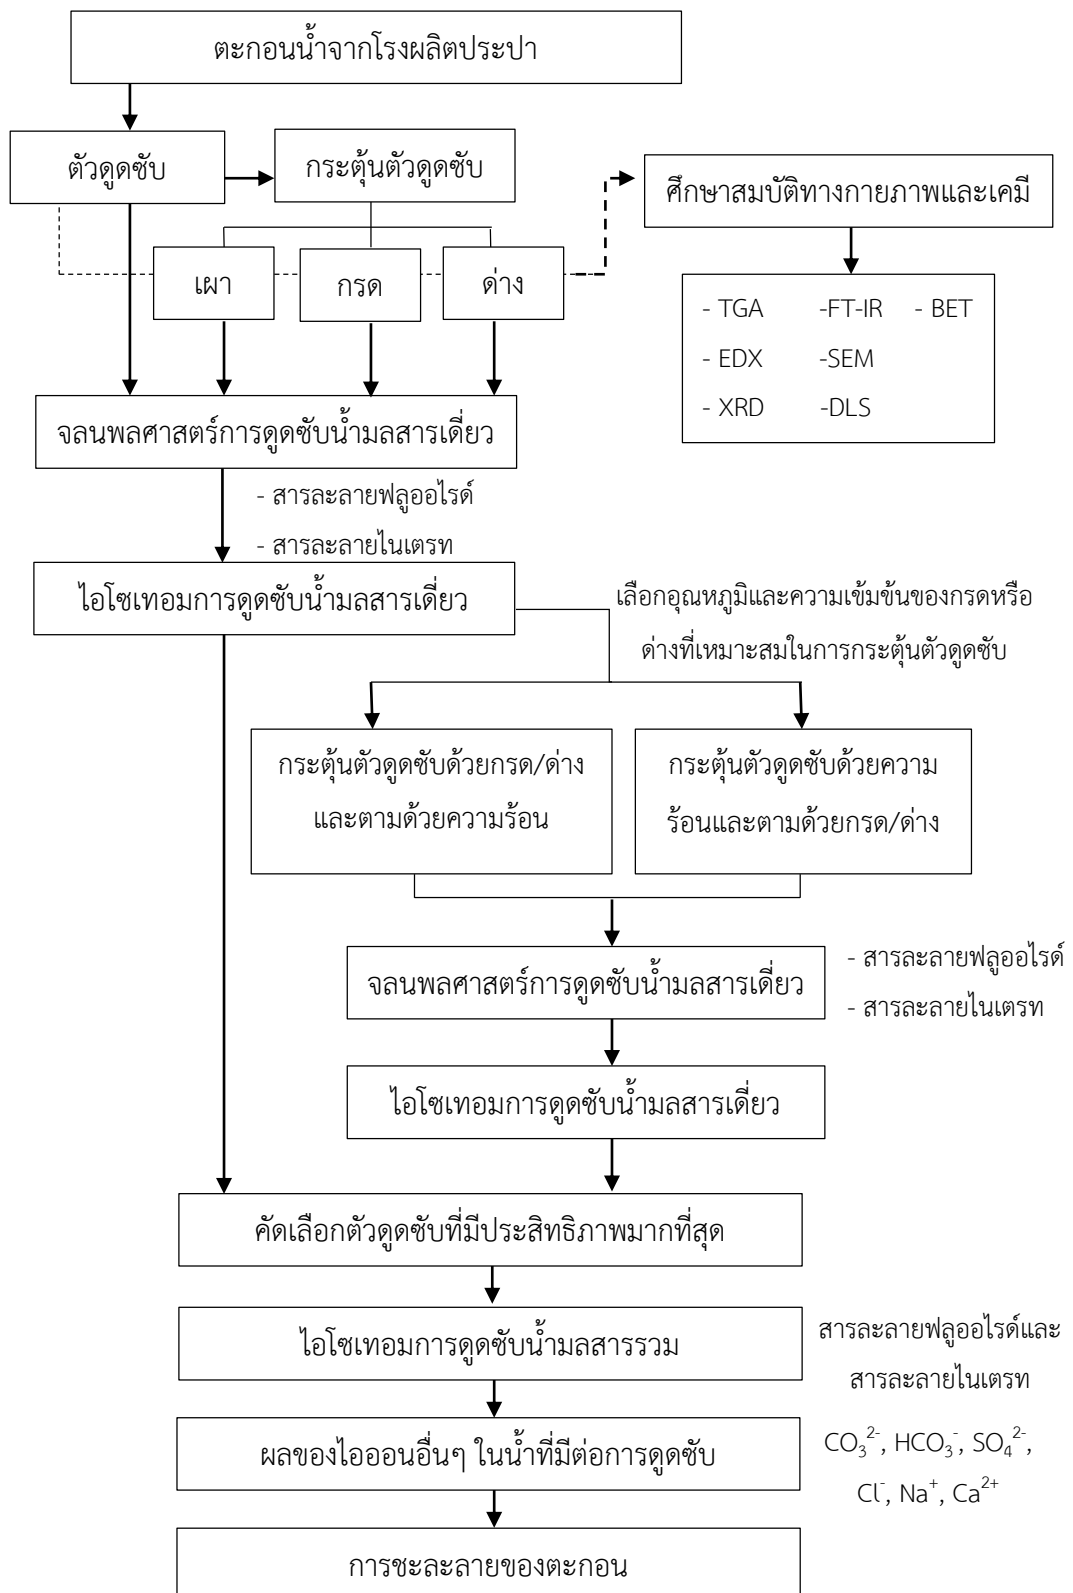 ตะกอนน้ำจากโรงผลิตประปา
ตัวดูดซับ
กระตุ้นตัวดูดซับ
ศึกษาสมบัติทางกายภาพและเคมี
เผา
กรด
ด่าง
- TGA -FT-IR - BET
- EDX -SEM
- XRD -DLS
จลนพลศาสตร์การดูดซับน้ำมลสารเดี่ยว
- สารละลายฟลูออไรด์
- สารละลายไนเตรท
ไอโซเทอมการดูดซับน้ำมลสารเดี่ยว
เลือกอุณหภูมิและความเข้มข้นของกรดหรือ
ด่างที่เหมาะสมในการกระตุ้นตัวดูดซับ
กระตุ้นตัวดูดซับด้วยกรด/ด่าง
และตามด้วยความร้อน
กระตุ้นตัวดูดซับด้วยความ
ร้อนและตามด้วยกรด/ด่าง
จลนพลศาสตร์การดูดซับน้ำมลสารเดี่ยว
- สารละลายฟลูออไรด์
- สารละลายไนเตรท
ไอโซเทอมการดูดซับน้ำมลสารเดี่ยว
คัดเลือกตัวดูดซับที่มีประสิทธิภาพมากที่สุด
ไอโซเทอมการดูดซับน้ำมลสารรวม
สารละลายฟลูออไรด์และ
สารละลายไนเตรท
ผลของไอออนอื่นๆ ในน้ำที่มีต่อการดูดซับ
CO₃²⁻, HCO₃⁻, SO₄²⁻,
Cl⁻, Na⁺, Ca²⁺
การชะละลายของตะกอน